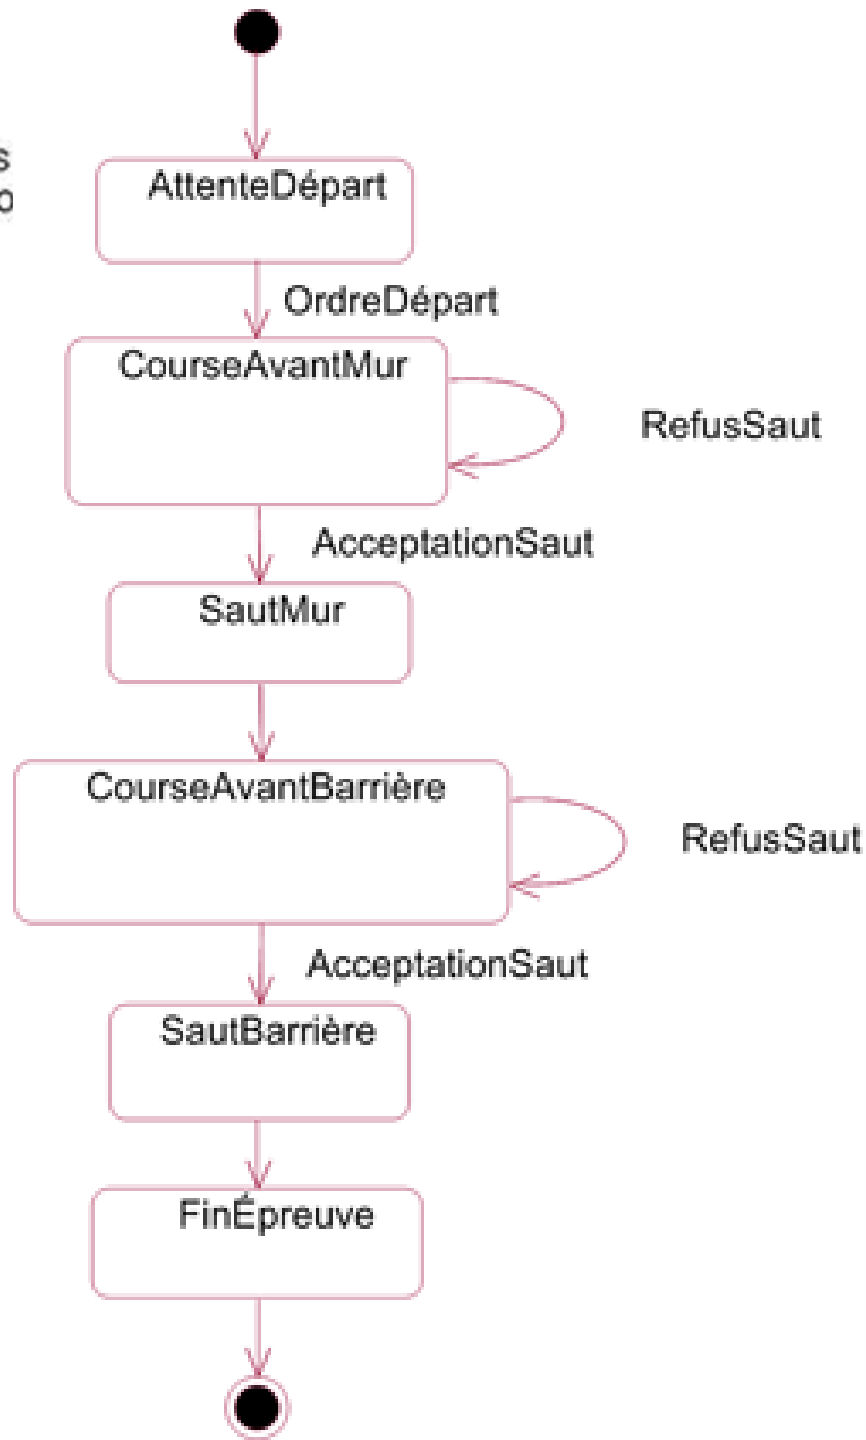 s
o
AttenteDépart
OrdreDépart
CourseAvantMur
RefusSaut
AcceptationSaut
SautMur
CourseAvantBarrière
RefusSaut
AcceptationSaut
SautBarrière
FinÉpreuve